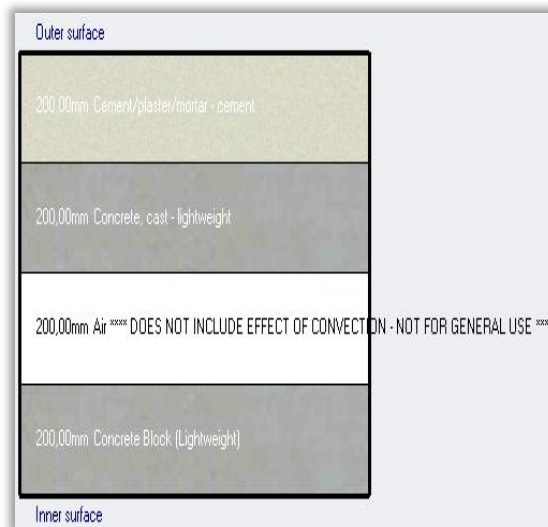 Outer surface
200,00mm Cement/plaster/mortar - cement
200,00mm Concrete, cast - lightweight
200,00mm Air **** DOES NOT INCLUDE EFFECT OF CONVECTION - NOT FOR GENERAL USE ***
200,00mm Concrete Block (Lightweight)
Inner surface